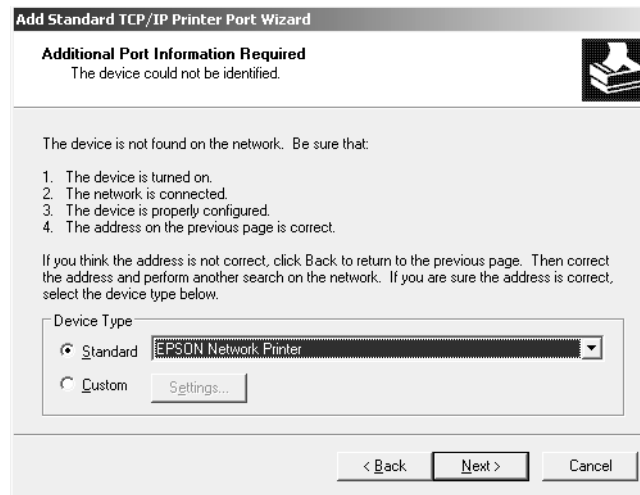 Add Standard TCP/IP Printer Port Wizard
Additional Port Information Required
The device could not be identified.
The device is not found on the network.  Be sure that:
1.  The device is turned on.
2.  The network is connected.
3.  The device is properly configured.
4.  The address on the previous page is correct.
If you think the address is not correct, click Back to return to the previous page.  Then correct
the address and perform another search on the network.  If you are sure the address is correct,
select the device type below.
Device Type
Standard EPSON Network Printer
Custom Settings...
< Back Next > Cancel